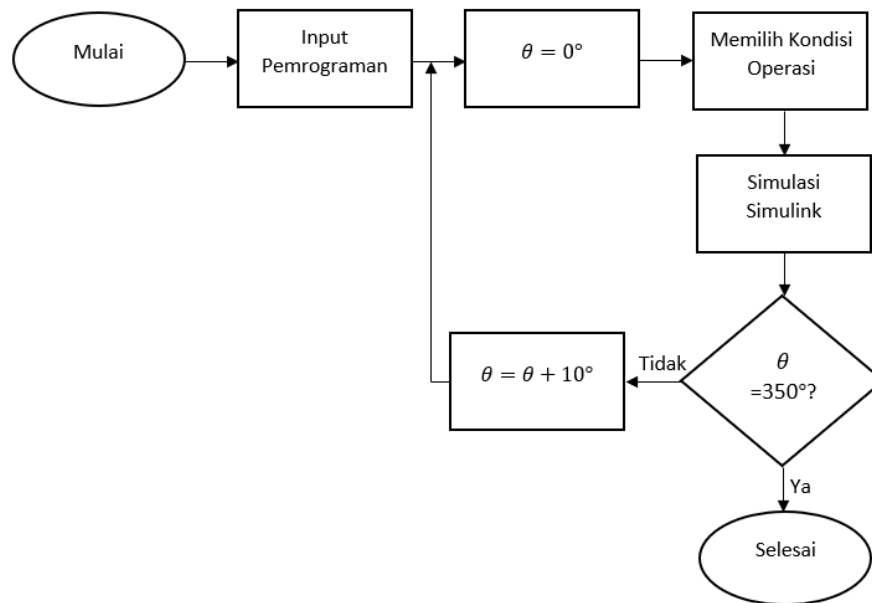 Mulai
Input
Pemrograman
θ = 0°
Memilih Kondisi
Operasi
Simulasi
Simulink
θ
=350°?
Tidak
θ = θ + 10°
Ya
Selesai